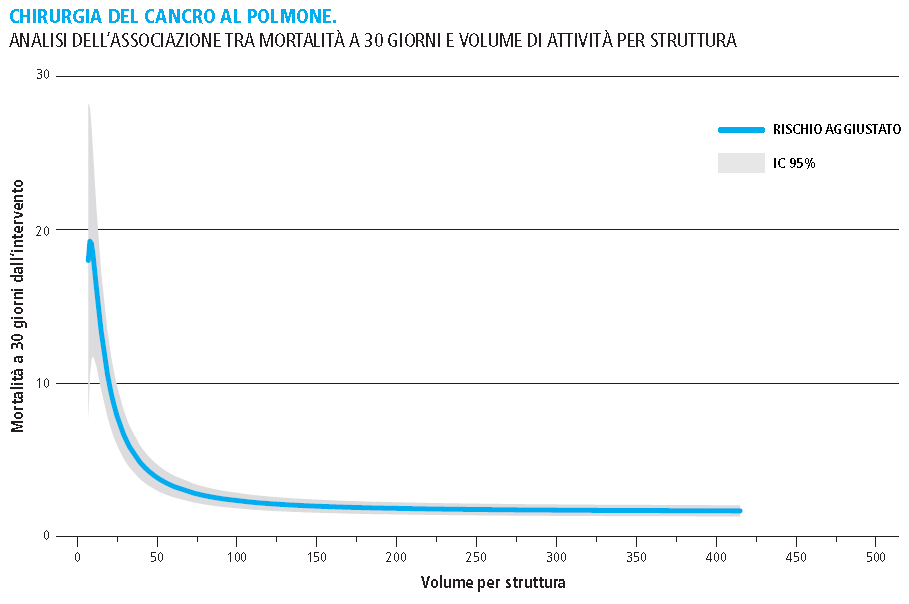 CHIRURGIA DEL CANCRO AL POLMONE.
ANALISI DELL'ASSOCIAZIONE TRA MORTALITÀ A 30 GIORNI E VOLUME DI ATTIVITÀ PER STRUTTURA
30
RISCHIO AGGIUSTATO
IC 95%
20
Mortalità a 30 giorni dall'intervento
10
0
0 50 100 150 200 250 300 350 400 450 500
Volume per struttura